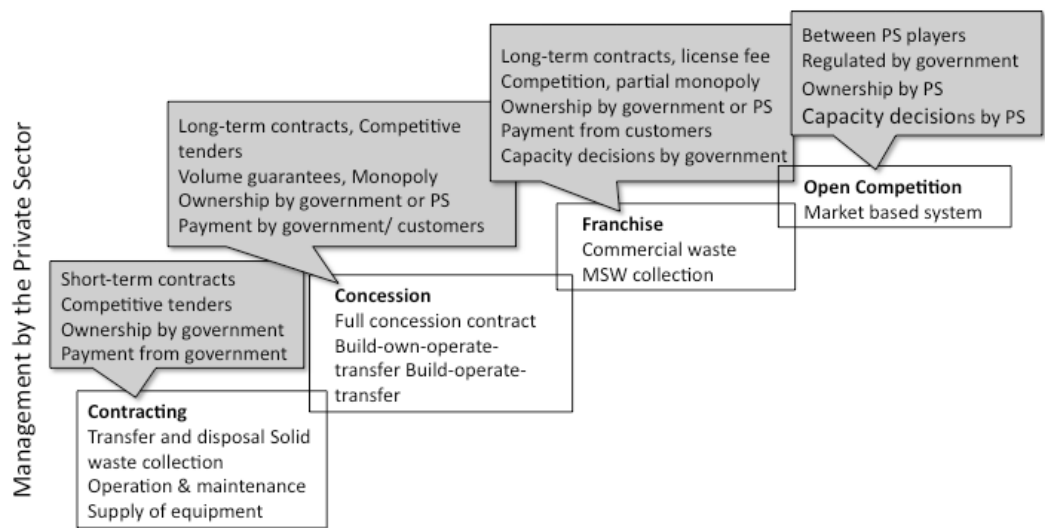 Management by the Private Sector
Short-term contracts
Competitive tenders
Ownership by government
Payment from government
Contracting
Transfer and disposal Solid
waste collection
Operation & maintenance
Supply of equipment
Long-term contracts, Competitive
tenders
Volume guarantees, Monopoly
Ownership by government or PS
Payment by government/ customers
Concession
Full concession contract
Build-own-operate-
transfer Build-operate-
transfer
Long-term contracts, license fee
Competition, partial monopoly
Ownership by government or PS
Payment from customers
Capacity decisions by government
Franchise
Commercial waste
MSW collection
Between PS players
Regulated by government
Ownership by PS
Capacity decisions by PS
Open Competition
Market based system